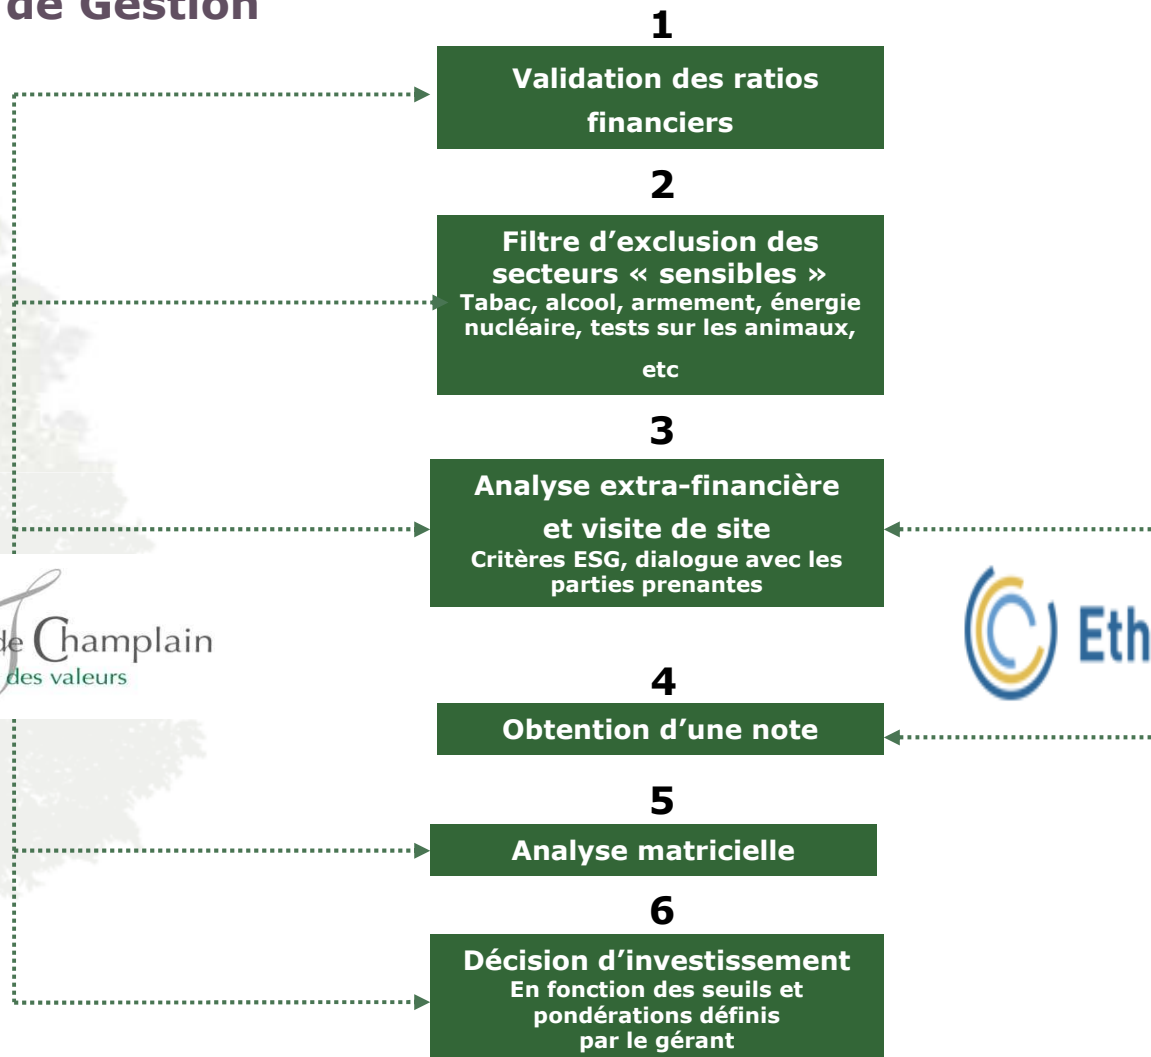 de Gestion
1
Validation des ratios
financiers
2
Filtre d’exclusion des
secteurs « sensibles »
Tabac, alcool, armement, énergie
nucléaire, tests sur les animaux,
etc
3
Analyse extra-financière
et visite de site
Critères ESG, dialogue avec les
parties prenantes
de Champlain
des valeurs
Eth
4
Obtention d’une note
5
Analyse matricielle
6
Décision d’investissement
En fonction des seuils et
pondérations définis
par le gérant